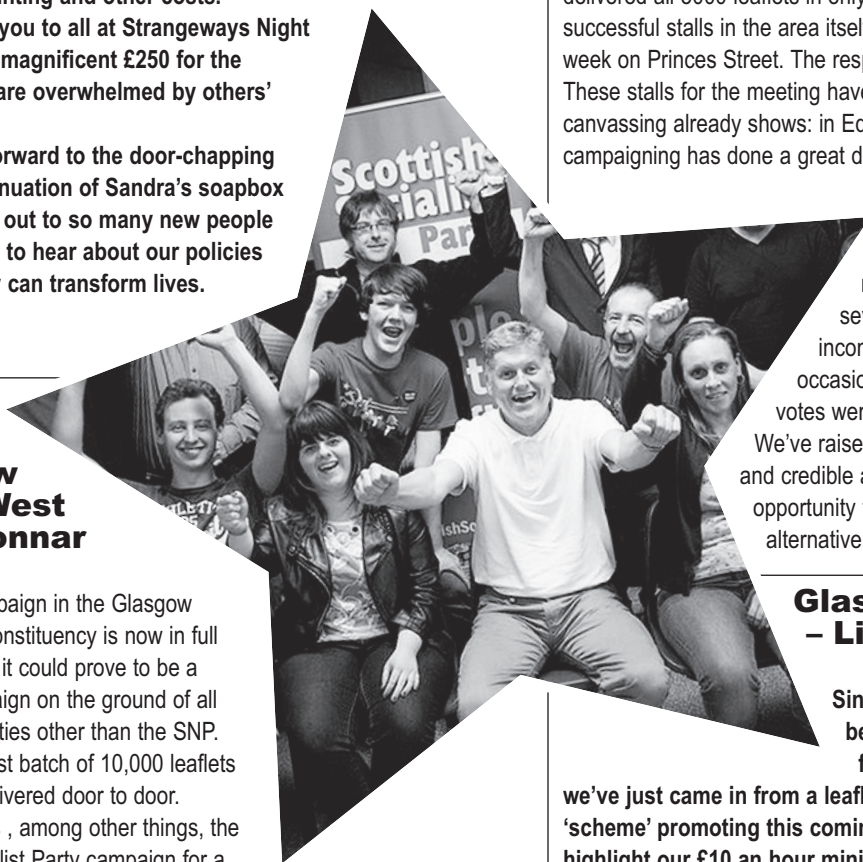 you to all at Strangeways Night
magnificent £250 for the
are overwhelmed by others’
orward to the door-chapping
nuation of Sandra’s soapbox
out to so many new people
to hear about our policies
can transform lives.
w
West
onnar
paign in the Glasgow
onstituency is now in full
it could prove to be a
aign on the ground of all
ties other than the SNP.
st batch of 10,000 leaflets
ivered door to door.
, among other things, the
list Party campaign for a
Scottish
Socialist
Par
ple
delivered all 5000 leaflets in only
successful stalls in the area itsel
week on Princes Street. The resp
These stalls for the meeting have
canvassing already shows: in Ed
campaigning has done a great d
se
incor
occasio
votes wer
We’ve raise
and credible a
opportunity
alternative
Glas
– Li
Sin
be
f
we’ve just came in from a leafl
‘scheme’ promoting this comin
highlight our £10 an hour mini